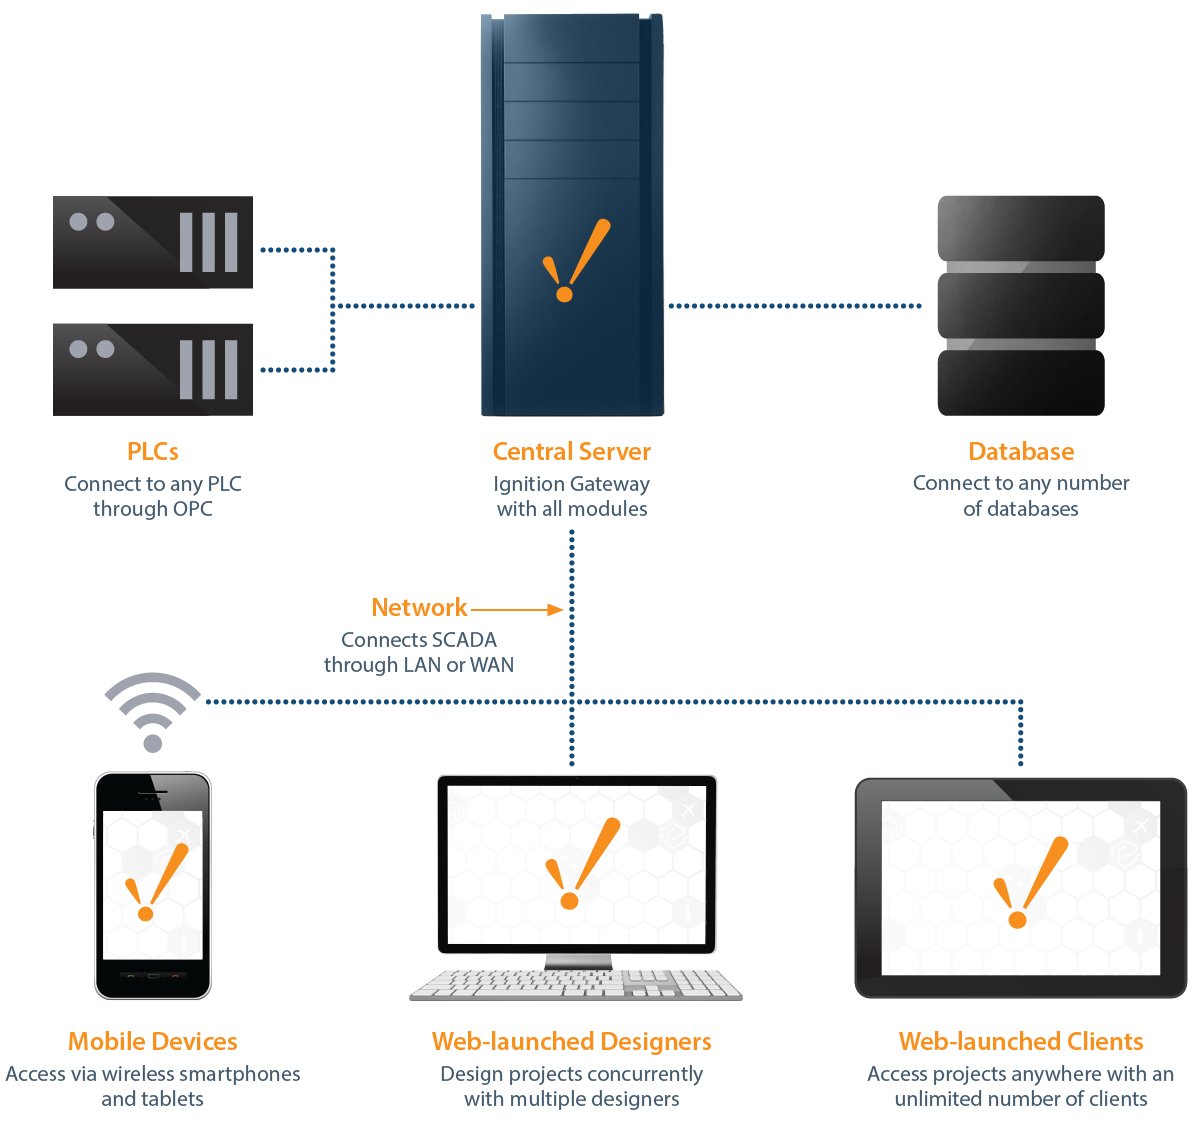 PLCs
Connect to any PLC
through OPC
Central Server
Ignition Gateway
with all modules
Database
Connect to any number
of databases
Network
Connects SCADA
through LAN or WAN
Mobile Devices
Access via wireless smartphones
and tablets
Web-launched Designers
Design projects concurrently
with multiple designers
Web-launched Clients
Access projects anywhere with an
unlimited number of clients